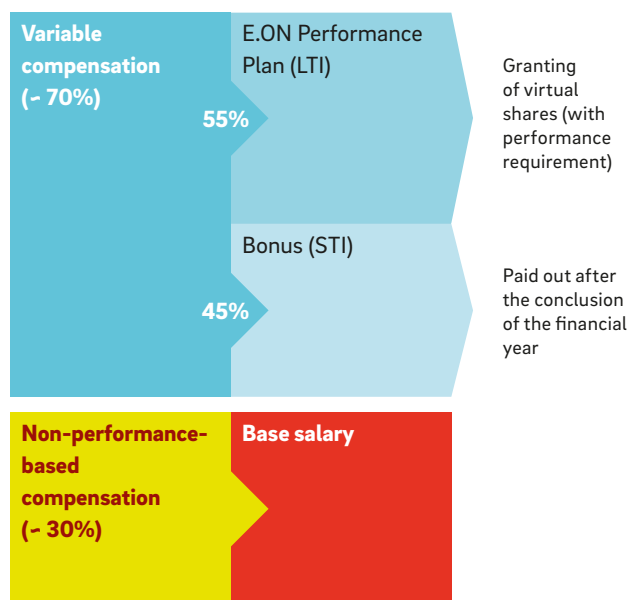 Variable
compensation
(~ 70%)
E.ON Performance
Plan (LTI)
55%
Granting
of virtual
shares (with
performance
requirement)
Bonus (STI)
45%
Paid out after
the conclusion
of the financial
year
Non-performance-
based
compensation
(~ 30%)
Base salary